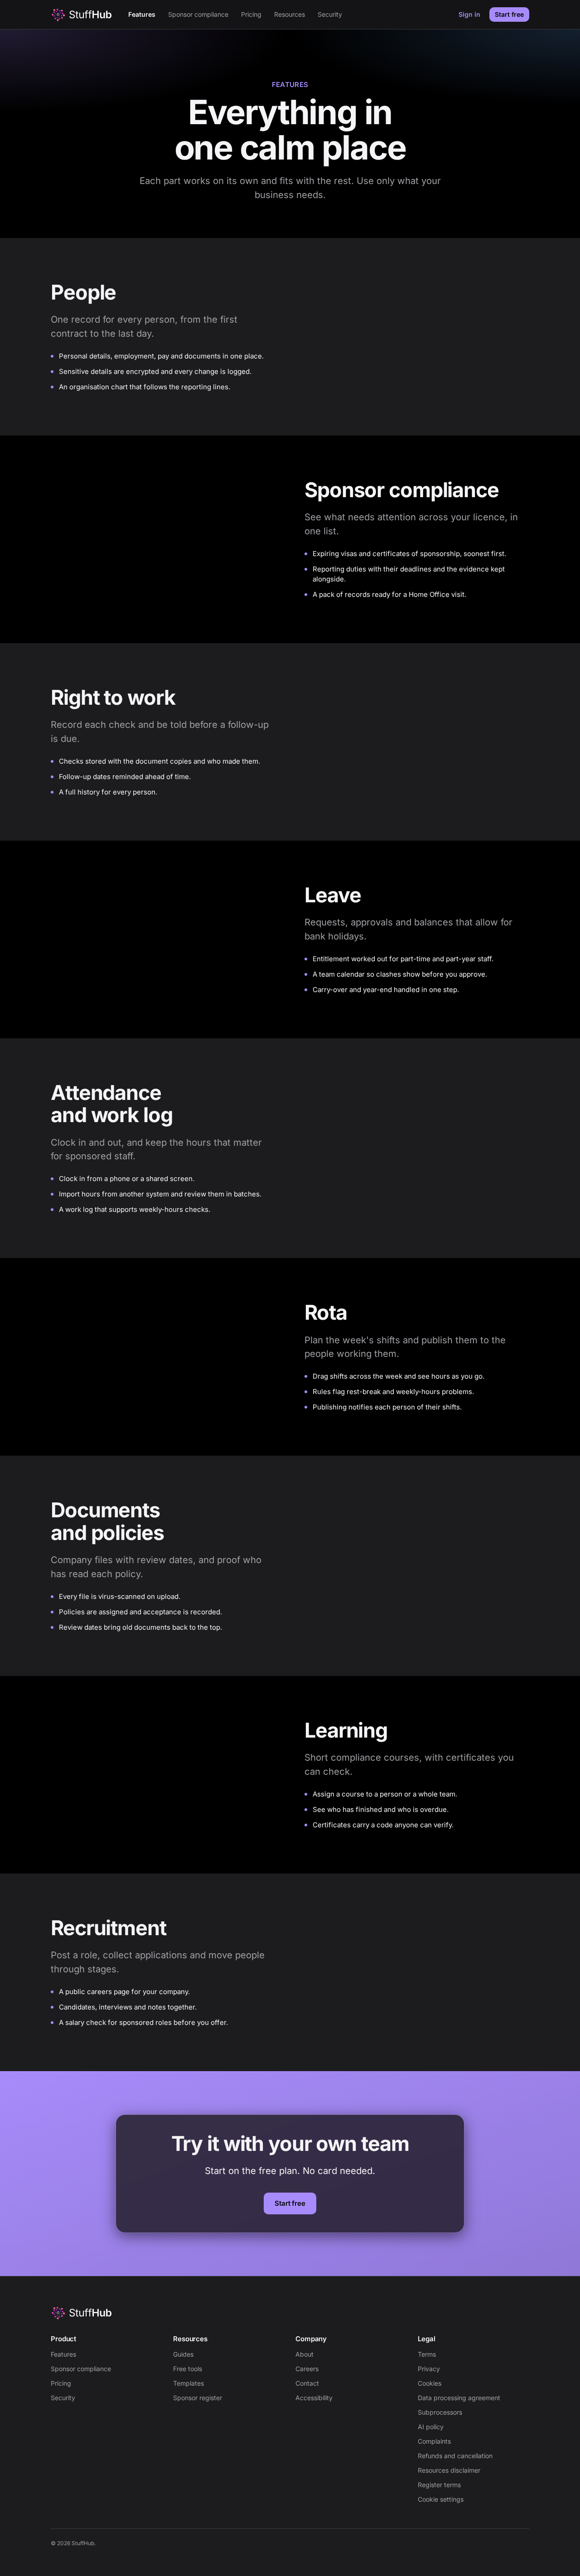 StuffHub
Features
Sponsor compliance
Pricing
Resources
Security
Sign in
Start free
FEATURES
Everything in
one calm place
Each part works on its own and fits with the rest. Use only what your
business needs.
People
One record for every person, from the first
contract to the last day.
Personal details, employment, pay and documents in one place.
Sensitive details are encrypted and every change is logged.
An organisation chart that follows the reporting lines.
Sponsor compliance
See what needs attention across your licence, in
one list.
Expiring visas and certificates of sponsorship, soonest first.
Reporting duties with their deadlines and the evidence kept
alongside.
A pack of records ready for a Home Office visit.
Right to work
Record each check and be told before a follow-up
is due.
Checks stored with the document copies and who made them.
Follow-up dates reminded ahead of time.
A full history for every person.
Leave
Requests, approvals and balances that allow for
bank holidays.
Entitlement worked out for part-time and part-year staff.
A team calendar so clashes show before you approve.
Carry-over and year-end handled in one step.
Attendance
and work log
Clock in and out, and keep the hours that matter
for sponsored staff.
Clock in from a phone or a shared screen.
Import hours from another system and review them in batches.
A work log that supports weekly-hours checks.
Rota
Plan the week's shifts and publish them to the
people working them.
Drag shifts across the week and see hours as you go.
Rules flag rest-break and weekly-hours problems.
Publishing notifies each person of their shifts.
Documents
and policies
Company files with review dates, and proof who
has read each policy.
Every file is virus-scanned on upload.
Policies are assigned and acceptance is recorded.
Review dates bring old documents back to the top.
Learning
Short compliance courses, with certificates you
can check.
Assign a course to a person or a whole team.
See who has finished and who is overdue.
Certificates carry a code anyone can verify.
Recruitment
Post a role, collect applications and move people
through stages.
A public careers page for your company.
Candidates, interviews and notes together.
A salary check for sponsored roles before you offer.
Try it with your own team
Start on the free plan. No card needed.
Start free
StuffHub
Product
Features
Sponsor compliance
Pricing
Security
Resources
Guides
Free tools
Templates
Sponsor register
Company
About
Careers
Contact
Accessibility
Legal
Terms
Privacy
Cookies
Data processing agreement
Subprocessors
AI policy
Complaints
Refunds and cancellation
Resources disclaimer
Register terms
Cookie settings
© 2026 StuffHub.